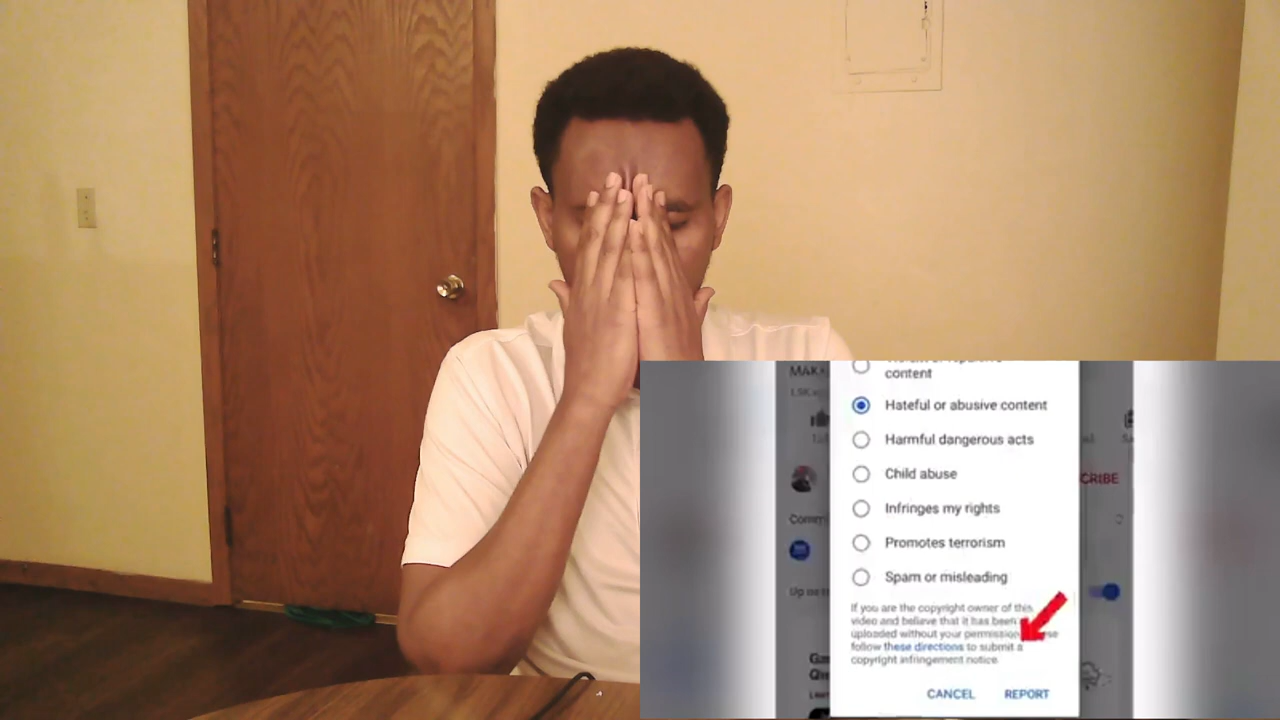 content
Hateful or abusive content
Harmful dangerous acts
Child abuse
Infringes my rights
Promotes terrorism
Spam or misleading
If you are the copyright owner of this
video and believe that it has been
uploaded without your permission
follow these directions to submit a
copyright infringement notice.
CANCEL
REPORT
CRIBE